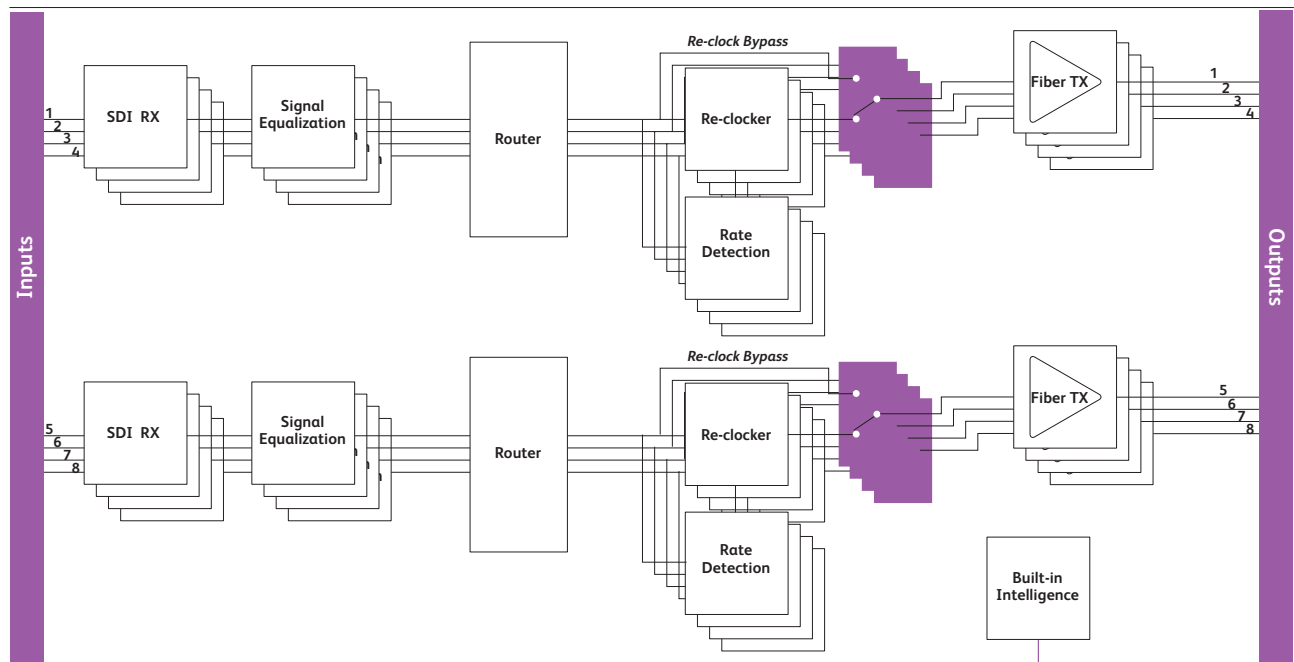 Inputs
Re-clock Bypass
SDI RX
Signal
Equalization
Router
Re-clocker
Fiber TX
Rate
Detection
1
2
3
4
1
2
3
4
Outputs
Re-clock Bypass
SDI RX
Signal
Equalization
Router
Re-clocker
Fiber TX
Rate
Detection
5
6
7
8
5
6
7
8
Built-in
Intelligence